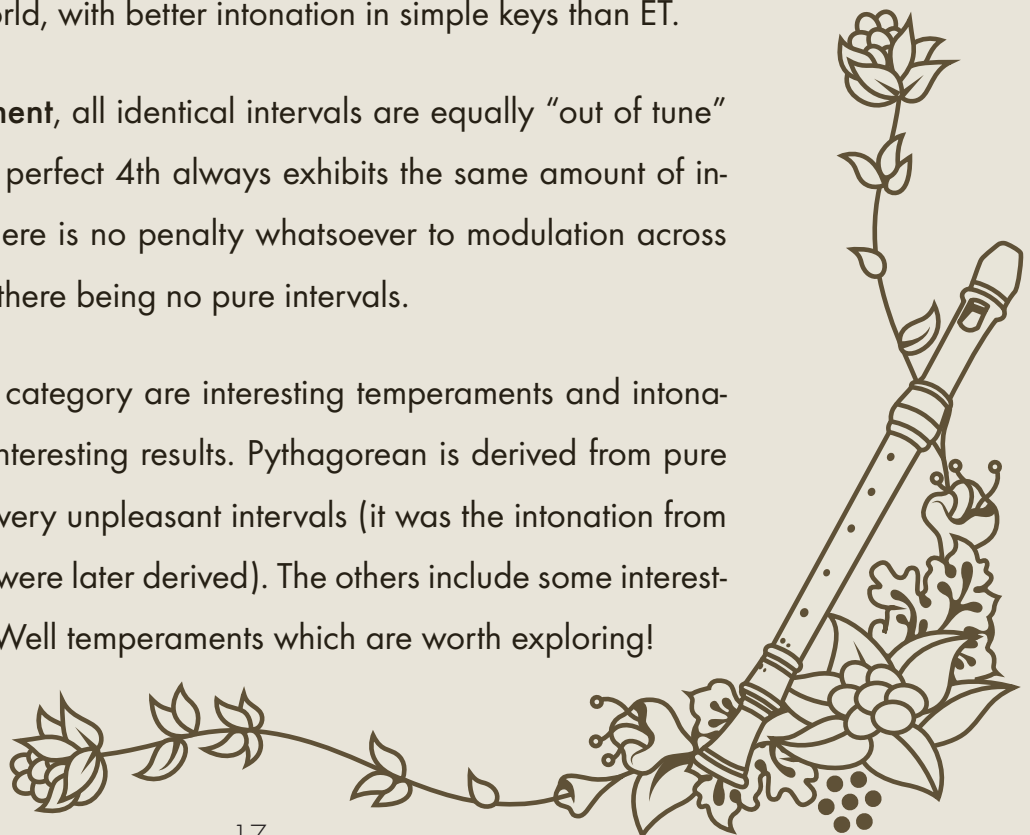 orld, with better intonation in simple keys than ET.
ment, all identical intervals are equally “out of tune”
perfect 4th always exhibits the same amount of in-
ere is no penalty whatsoever to modulation across
there being no pure intervals.
category are interesting temperaments and intona-
nteresting results. Pythagorean is derived from pure
very unpleasant intervals (it was the intonation from
were later derived). The others include some interest-
Well temperaments which are worth exploring!
17